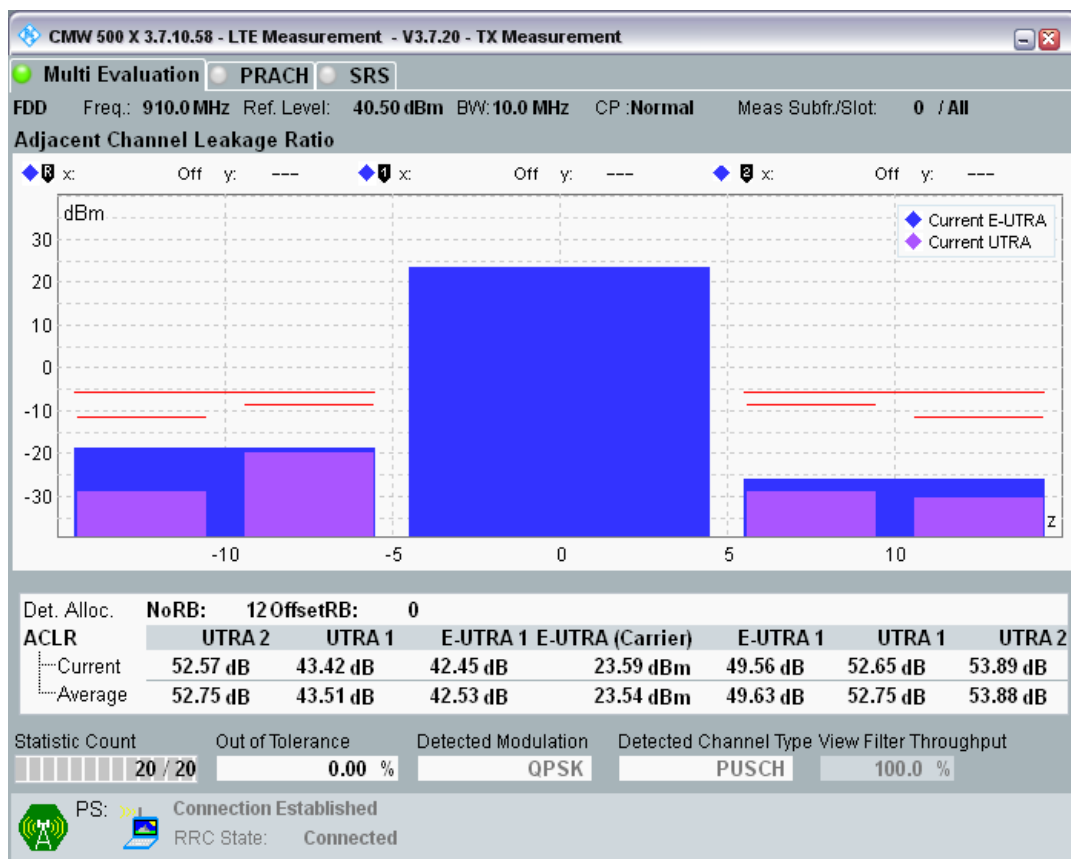 CMW 500 X 3.7.10.58 - LTE Measurement - V3.7.20 - TX Measurement
Multi Evaluation PRACH SRS
FDD Freq.: 910.0 MHz Ref. Level: 40.50 dBm BW: 10.0 MHz CP :Normal Meas Subfr./Slot: 0 / All
Adjacent Channel Leakage Ratio
R x: Off y: --- 1 x: Off y: --- 2 x: Off y: ---
dBm
Current E-UTRA
Current UTRA
30
20
10
0
-10
-20
-30
z
-10 -5 0 5 10
Det. Alloc. NoRB: 12 OffsetRB: 0
ACLR UTRA 2 UTRA 1 E-UTRA 1 E-UTRA (Carrier) E-UTRA 1 UTRA 1 UTRA 2
Current 52.57 dB 43.42 dB 42.45 dB 23.59 dBm 49.56 dB 52.65 dB 53.89 dB
Average 52.75 dB 43.51 dB 42.53 dB 23.54 dBm 49.63 dB 52.75 dB 53.88 dB
Statistic Count Out of Tolerance Detected Modulation Detected Channel Type View Filter Throughput
20 / 20 0.00 % QPSK PUSCH 100.0 %
PS: Connection Established
RRC State: Connected